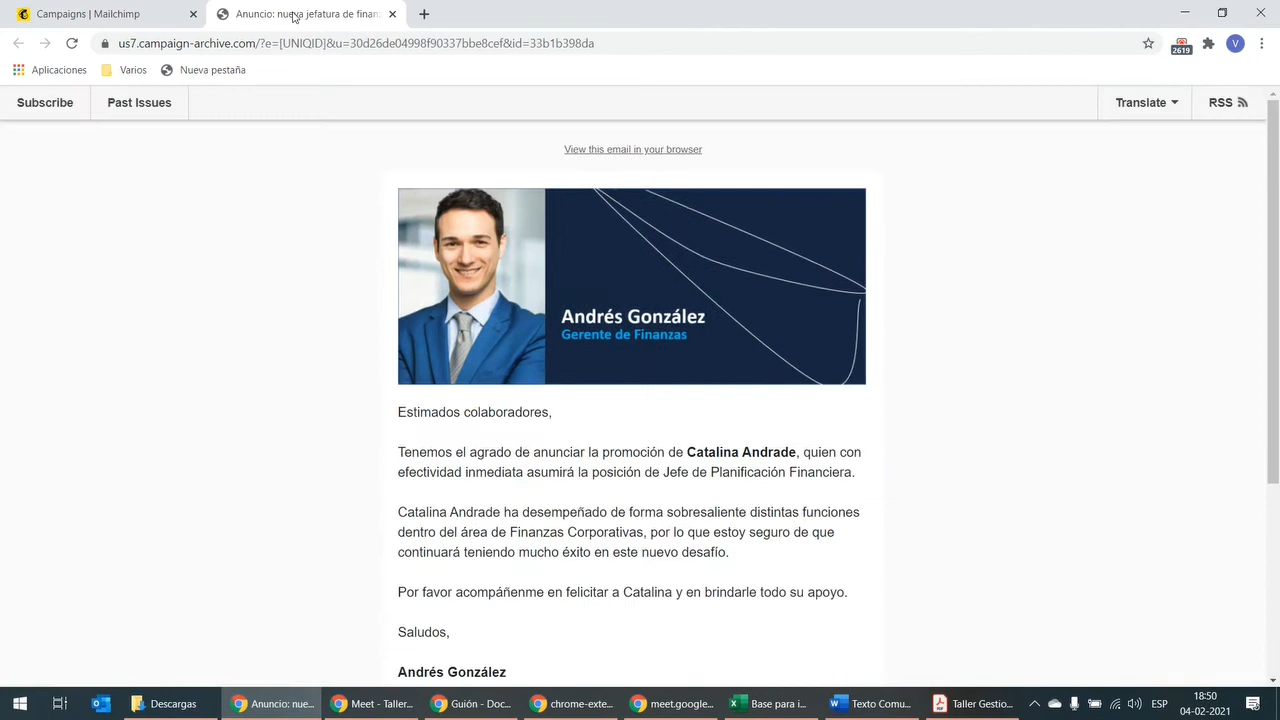 Campaigns | Mailchimp
Anuncio: nueva jefatura de finan
us7.campaign-archive.com/?e=[UNIQID]&u=30d26de04998f90337bbe9cef&id=33b1b398da
2619
V
Aplicaciones
Varios
Nueva pestaña
Subscribe
Past Issues
Translate
RSS
View this email in your browser
Andrés González
Gerente de Finanzas
Estimados colaboradores,
Tenemos el agrado de anunciar la promoción de Catalina Andrade, quien con
efectividad inmediata asumirá la posición de Jefe de Planificación Financiera.
Catalina Andrade ha desempeñado de forma sobresaliente distintas funciones
dentro del área de Finanzas Corporativas, por lo que estoy seguro de que
continuará teniendo mucho éxito en este nuevo desafío.
Por favor acompáñenme en felicitar a Catalina y en brindarle todo su apoyo.
Saludos,
Andrés González
Descargas
Anuncio: nue...
Meet - Taller...
Guión - Doc...
chrome-exte...
meet.google...
Base para i...
Texto Comu...
Taller Gestio...
ESP
18:50
04-02-2021